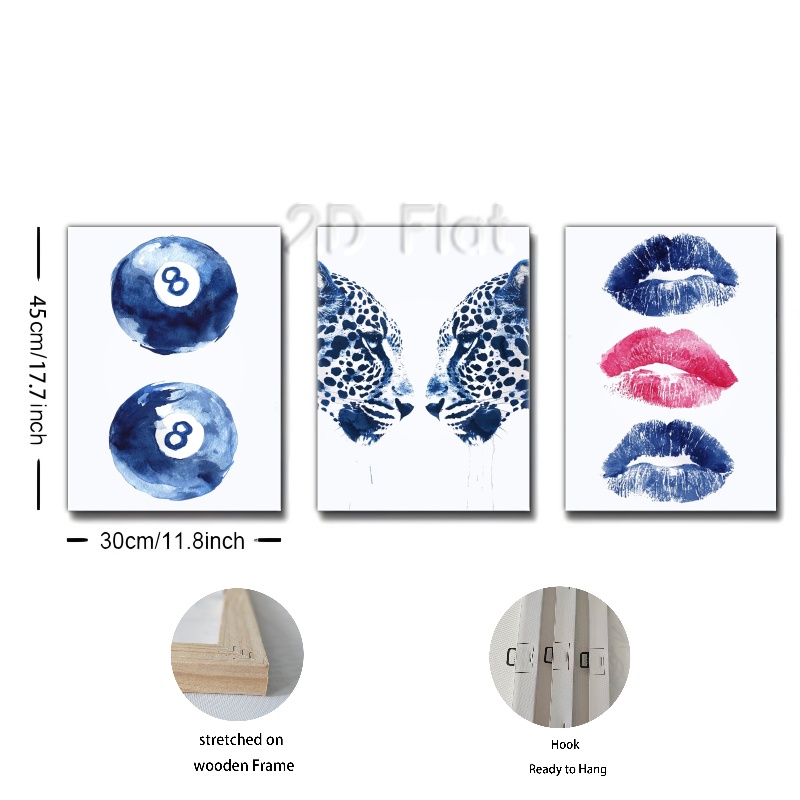 2D Flat
8
8
45cm/17.7inch
30cm/11.8inch
stretched on
wooden Frame
Hook
Ready to Hang